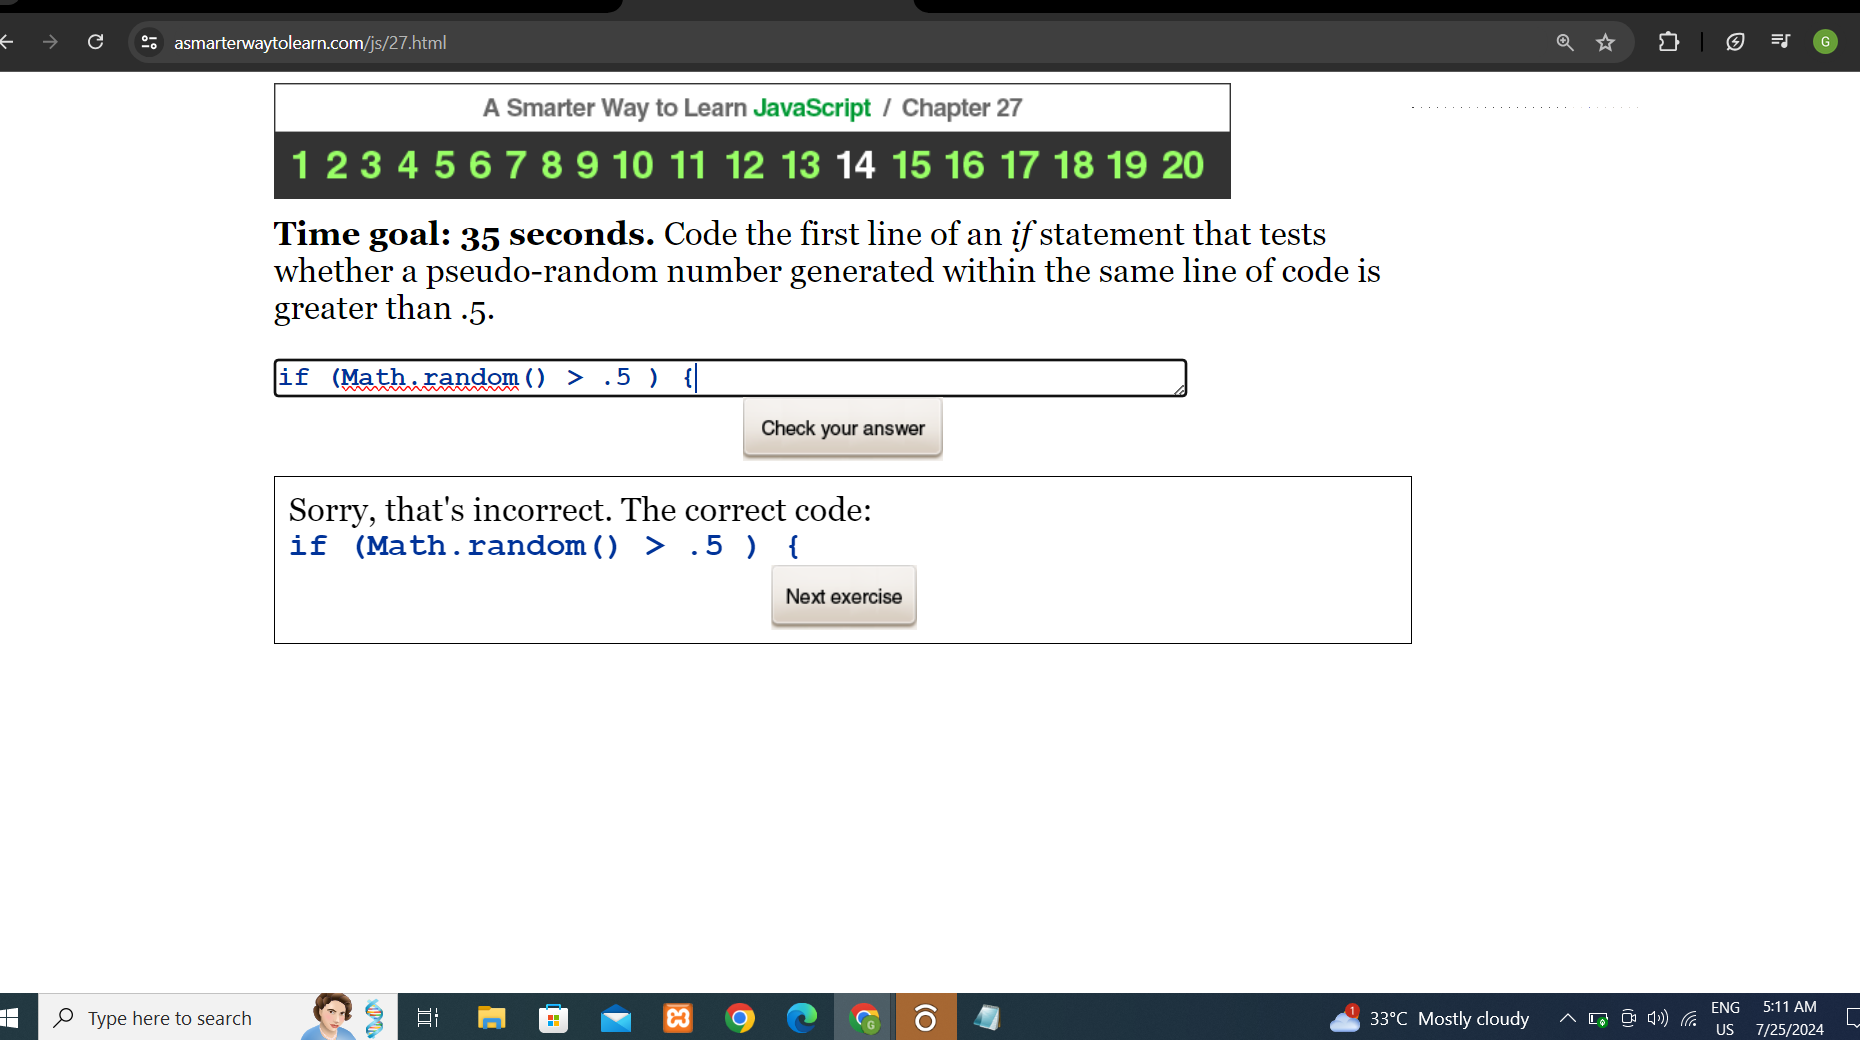 asmarterwaytolearn.com/js/27.html
G
A Smarter Way to Learn JavaScript / Chapter 27
1 2 3 4 5 6 7 8 9 10 11 12 13 14 15 16 17 18 19 20
Time goal: 35 seconds. Code the first line of an if statement that tests
whether a pseudo-random number generated within the same line of code is
greater than .5.
if (Math.random() > .5 ) {
Check your answer
Sorry, that's incorrect. The correct code:
if (Math.random() > .5 ) {
Next exercise
Type here to search
G
1
33°C Mostly cloudy
ENG
US
5:11 AM
7/25/2024